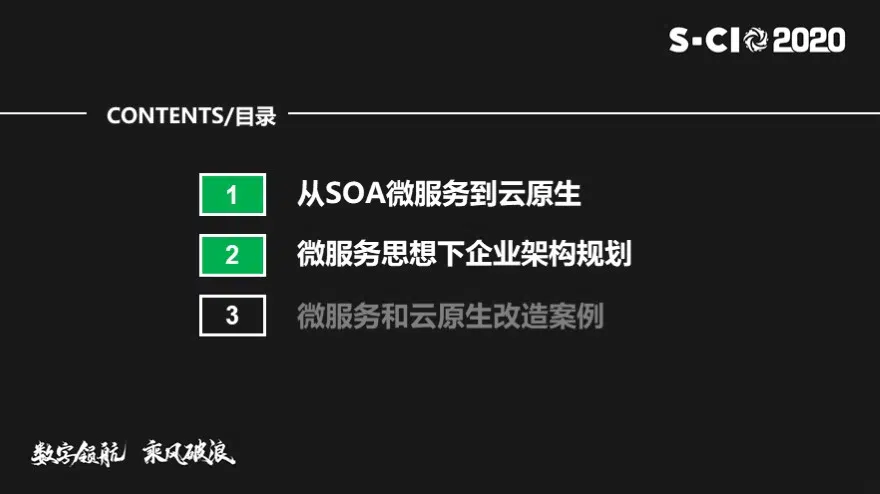 S-CIO2020
CONTENTS/目录
1 从SOA微服务到云原生
2 微服务思想下企业架构规划
3 微服务和云原生改造案例
数字领航 乘风破浪